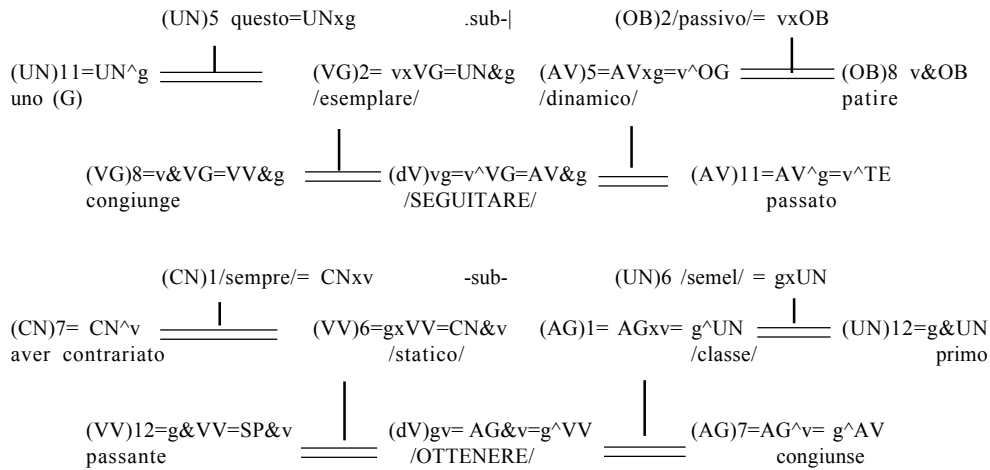 (UN)5 questo=UNxg .sub-| (OB)2/passivo/= vxOB
(UN)11=UN^g (VG)2= vxVG=UN&g (AV)5=AVxg=v^OG (OB)8 v&OB
uno (G) /esemplare/ /dinamico/ patire
(VG)8=v&VG=VV&g (dV)vg=v^VG=AV&g (AV)11=AV^g=v^TE
congiunge /SEGUITARE/ passato
(CN)1/sempre/= CNxv -sub- (UN)6 /semel/ = gxUN
(CN)7= CN^v (VV)6=gxVV=CN&v (AG)1= AGxv= g^UN (UN)12=g&UN
aver contrariato /statico/ /classe/ primo
(VV)12=g&VV=SP&v (dV)gv= AG&v=g^VV (AG)7=AG^v= g^AV
passante /OTTENERE/ congiunse